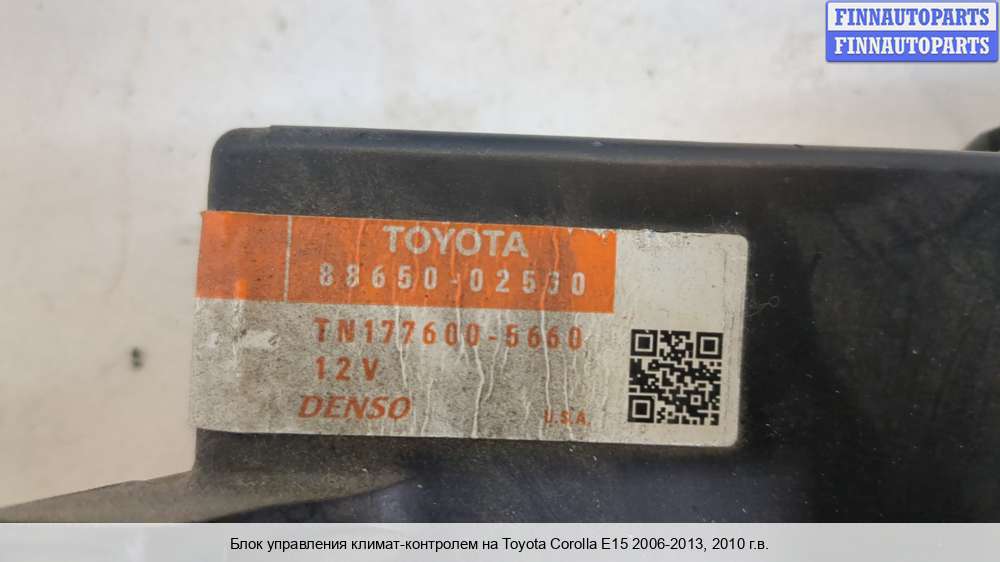 FINNAUTOPARTS
FINNAUTOPARTS
TOYOTA
88650-02560
TN177600-5660
12V
DENSO
U.S.A.
Блок управления климат-контролем на Toyota Corolla E15 2006-2013, 2010 г.в.